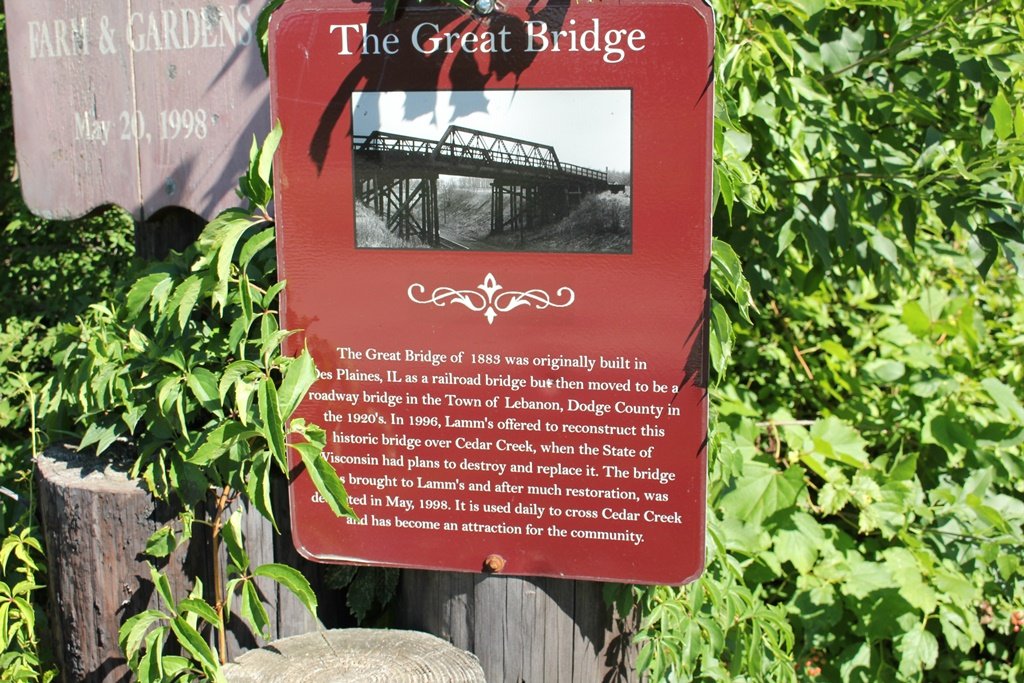 FARM & GARDENS
May 20, 1998
The Great Bridge
The Great Bridge of 1883 was originally built in
Des Plaines, IL as a railroad bridge but then moved to be a
roadway bridge in the Town of Lebanon, Dodge County in
the 1920's. In 1996, Lamm's offered to reconstruct this
historic bridge over Cedar Creek, when the State of
Wisconsin had plans to destroy and replace it. The bridge
brought to Lamm's and after much restoration, was
in May, 1998. It is used daily to cross Cedar Creek
and has become an attraction for the community.